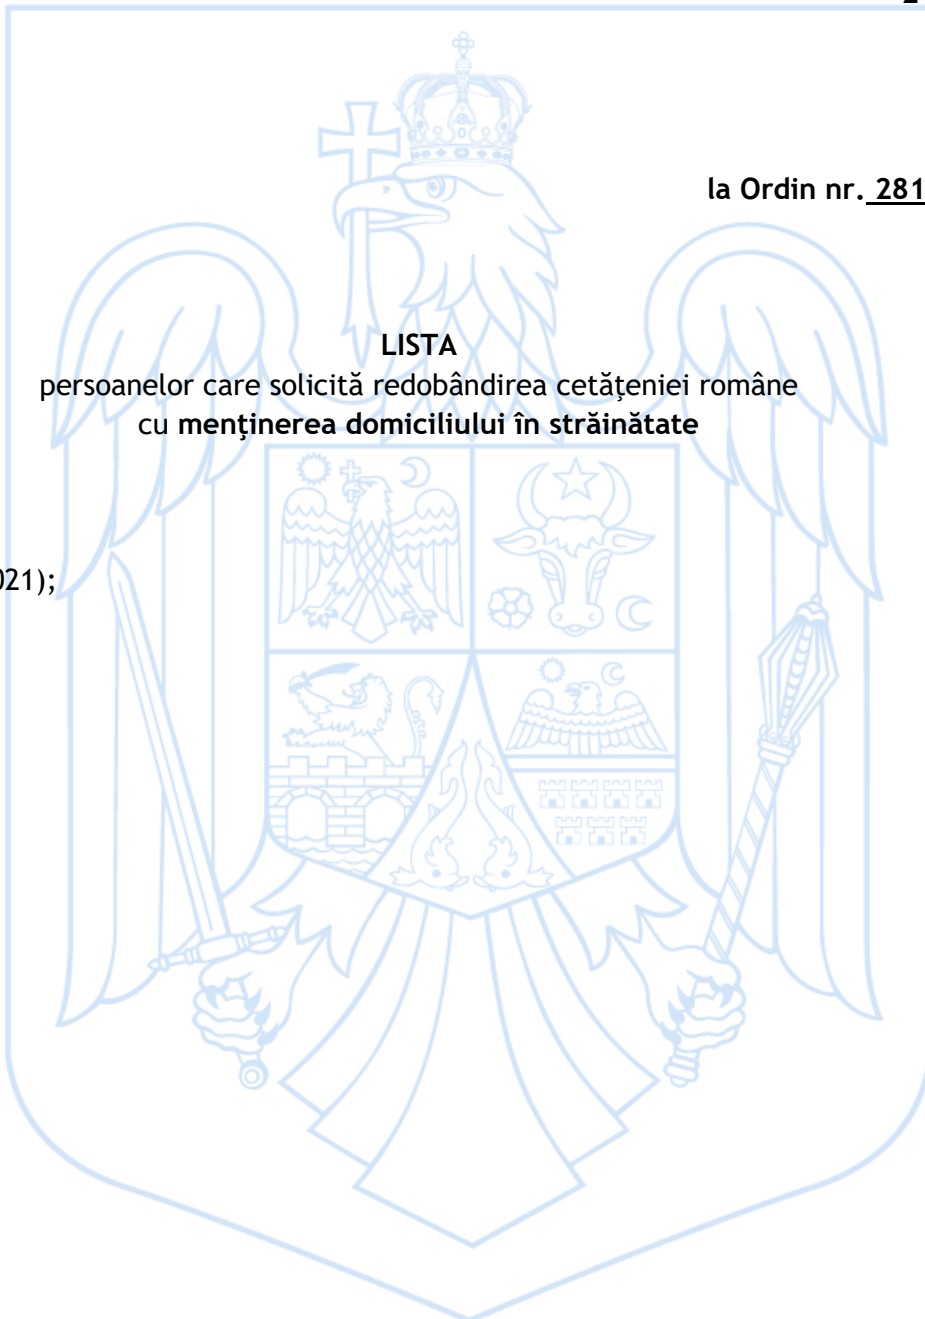 la Ordin nr. 281
LISTA
persoanelor care solicită redobândirea cetăţeniei române
cu menţinerea domiciliului în străinătate
021);